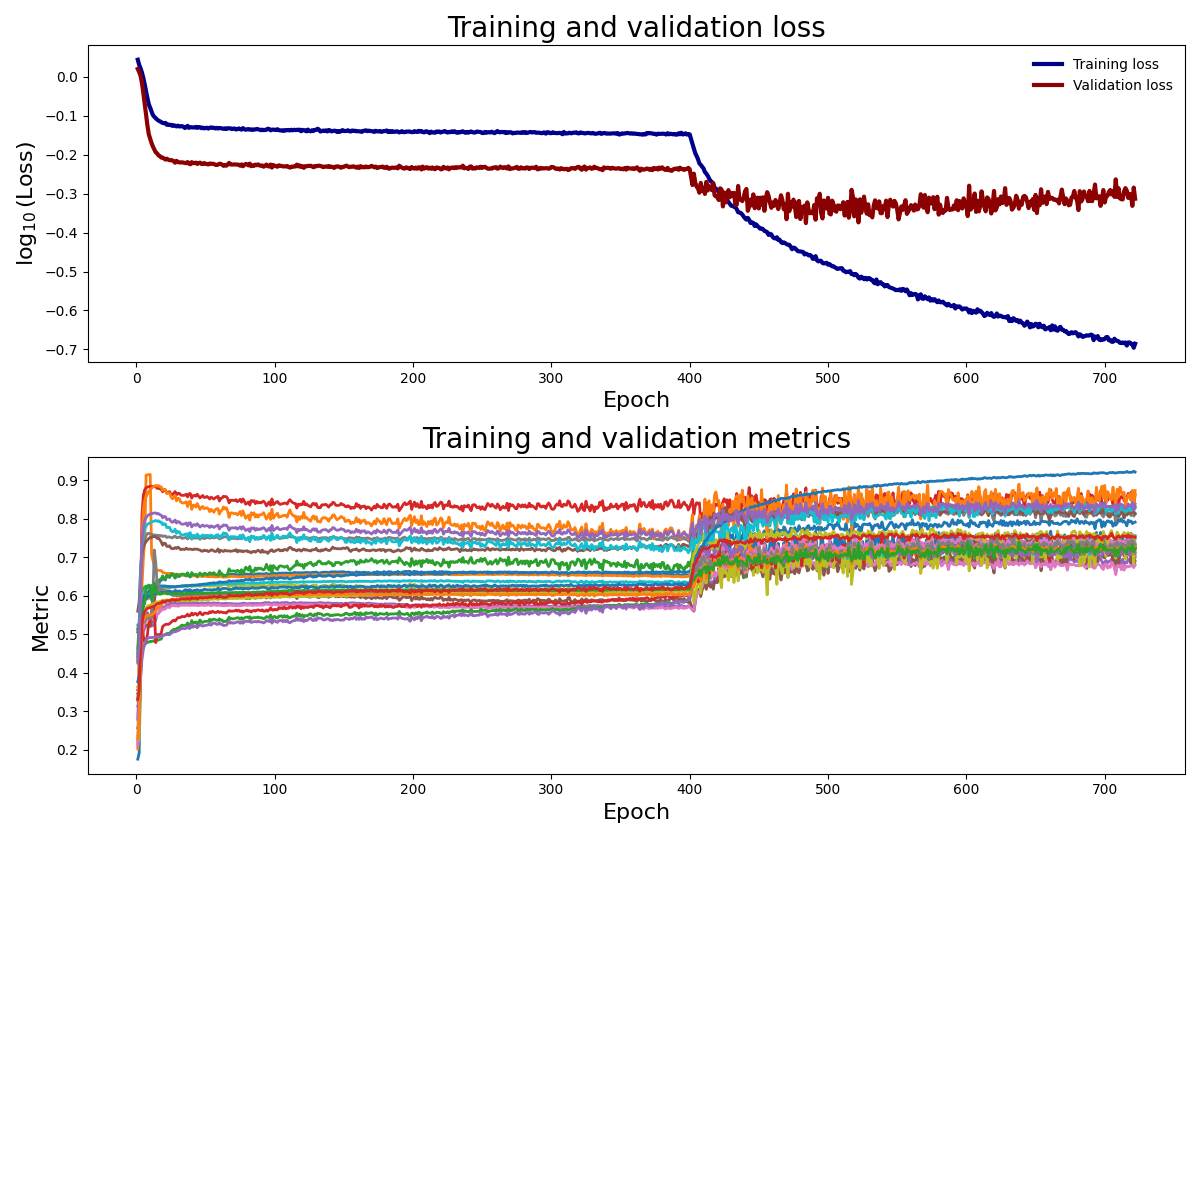 Training and validation loss
log10(Loss)
0.0
−0.1
−0.2
−0.3
−0.4
−0.5
−0.6
−0.7
Training loss
Validation loss
0 100 200 300 400 500 600 700
Epoch
Training and validation metrics
Metric
0.9
0.8
0.7
0.6
0.5
0.4
0.3
0.2
0 100 200 300 400 500 600 700
Epoch